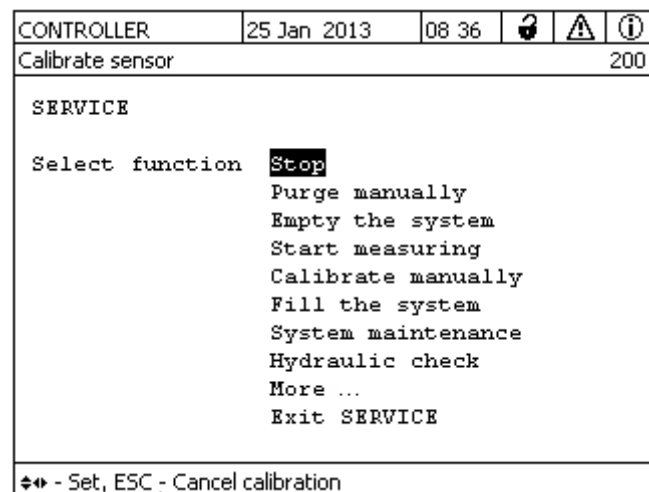 CONTROLLER 25 Jan 2013 08 36
Calibrate sensor 200
SERVICE
Select function Stop
Purge manually
Empty the system
Start measuring
Calibrate manually
Fill the system
System maintenance
Hydraulic check
More ...
Exit SERVICE
- Set, ESC - Cancel calibration